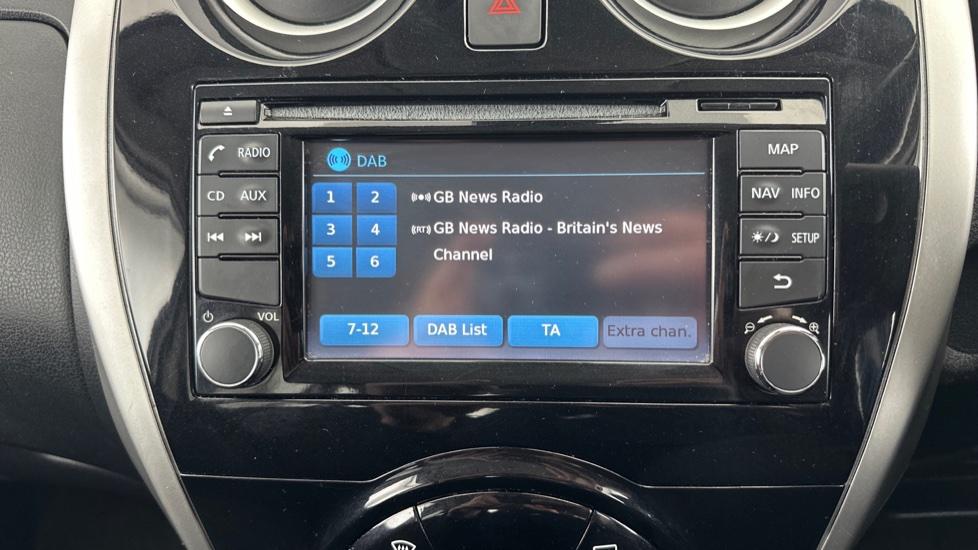 RADIO
CD AUX
VOL
DAB
1 2
3 4
5 6
GB News Radio
(RT) GB News Radio - Britain's News
Channel
7-12 DAB List TA Extra chan.
MAP
NAV INFO
SETUP